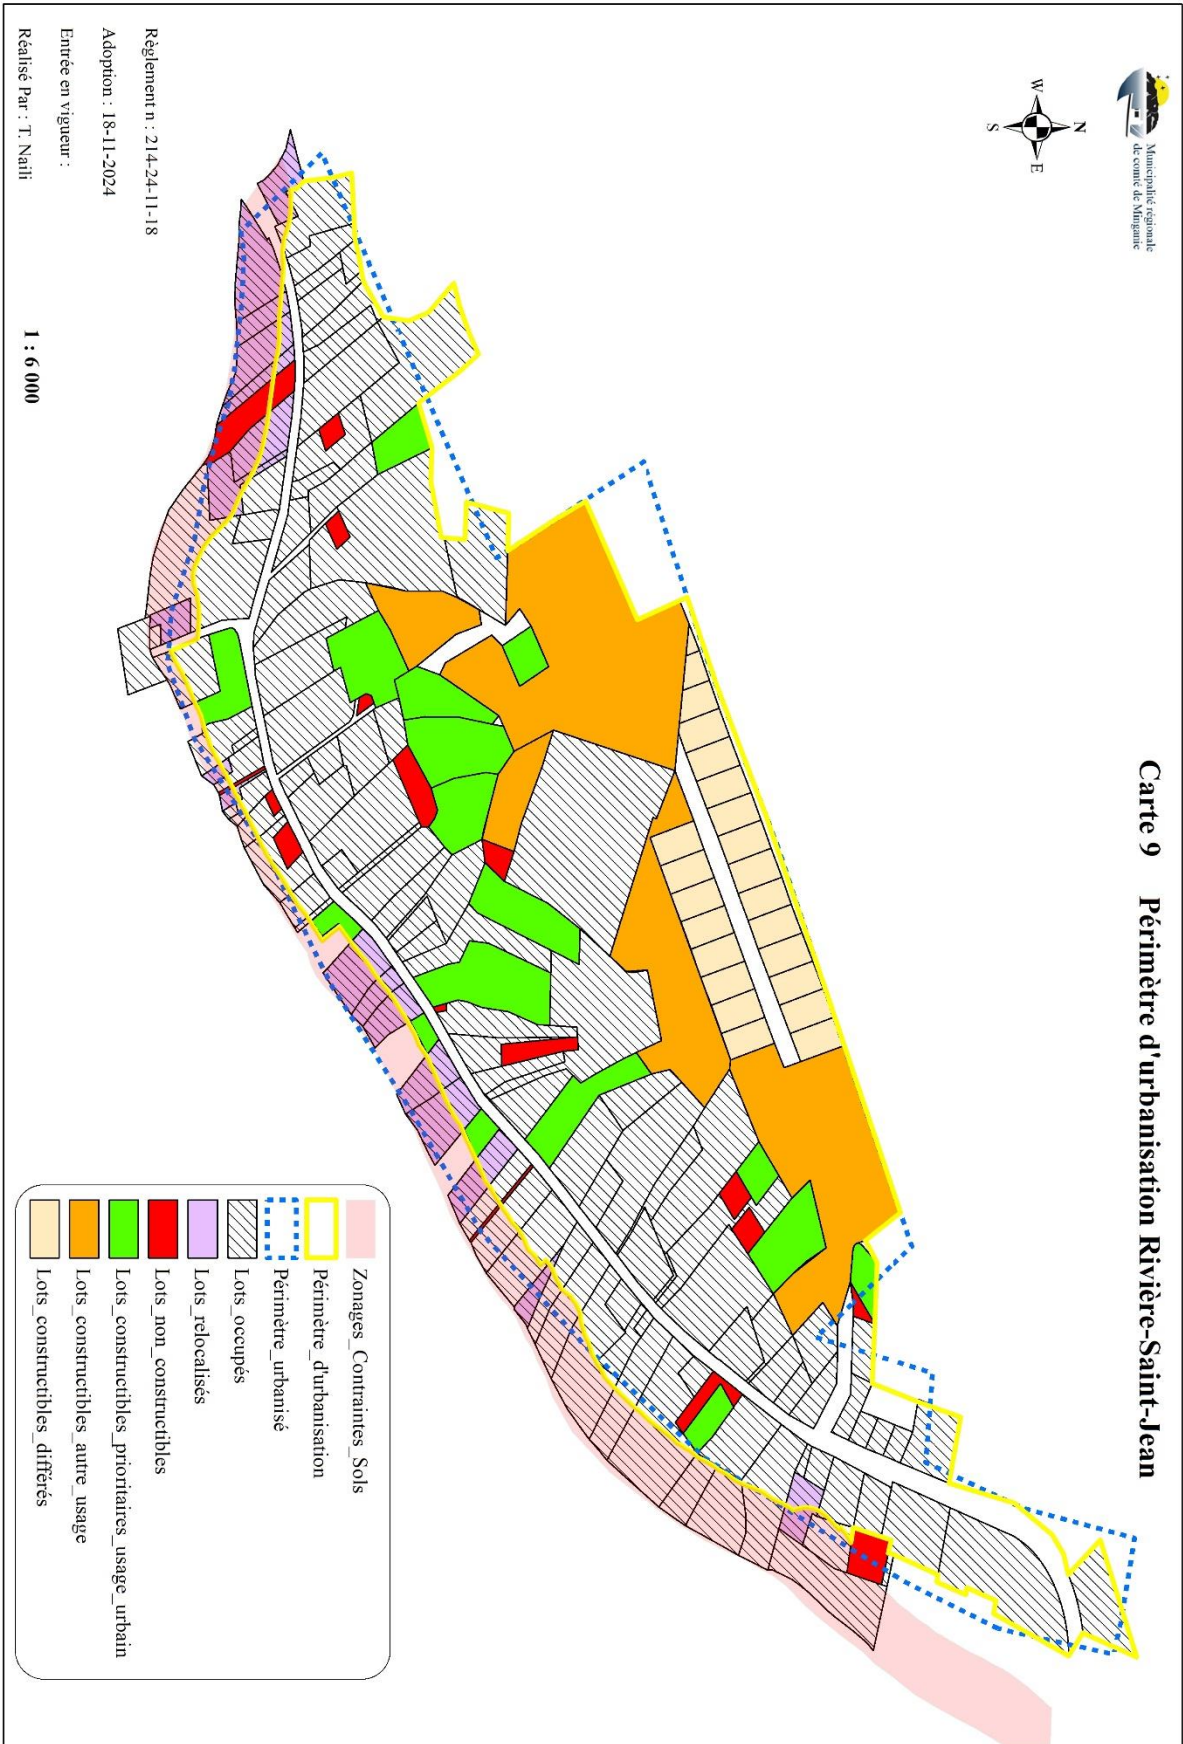 Municipalité régionale
de comté de Minganie
Carte 9 Périmètre d'urbanisation Rivière-Saint-Jean
N
W
E
S
Zonages_Contraintes_Sols
Périmètre_d'urbanisation
Périmètre_urbanisé
Lots_occupés
Lots_relocalisés
Lots_non_constructibles
Lots_constructibles_prioritaires_usage_urbain
Lots_constructibles_autre_usage
Lots_constructibles_différés
Règlement n : 214-24-11-18
Adoption : 18-11-2024
Entrée en vigueur :
Réalisé Par : T. Naili
1 : 6 000